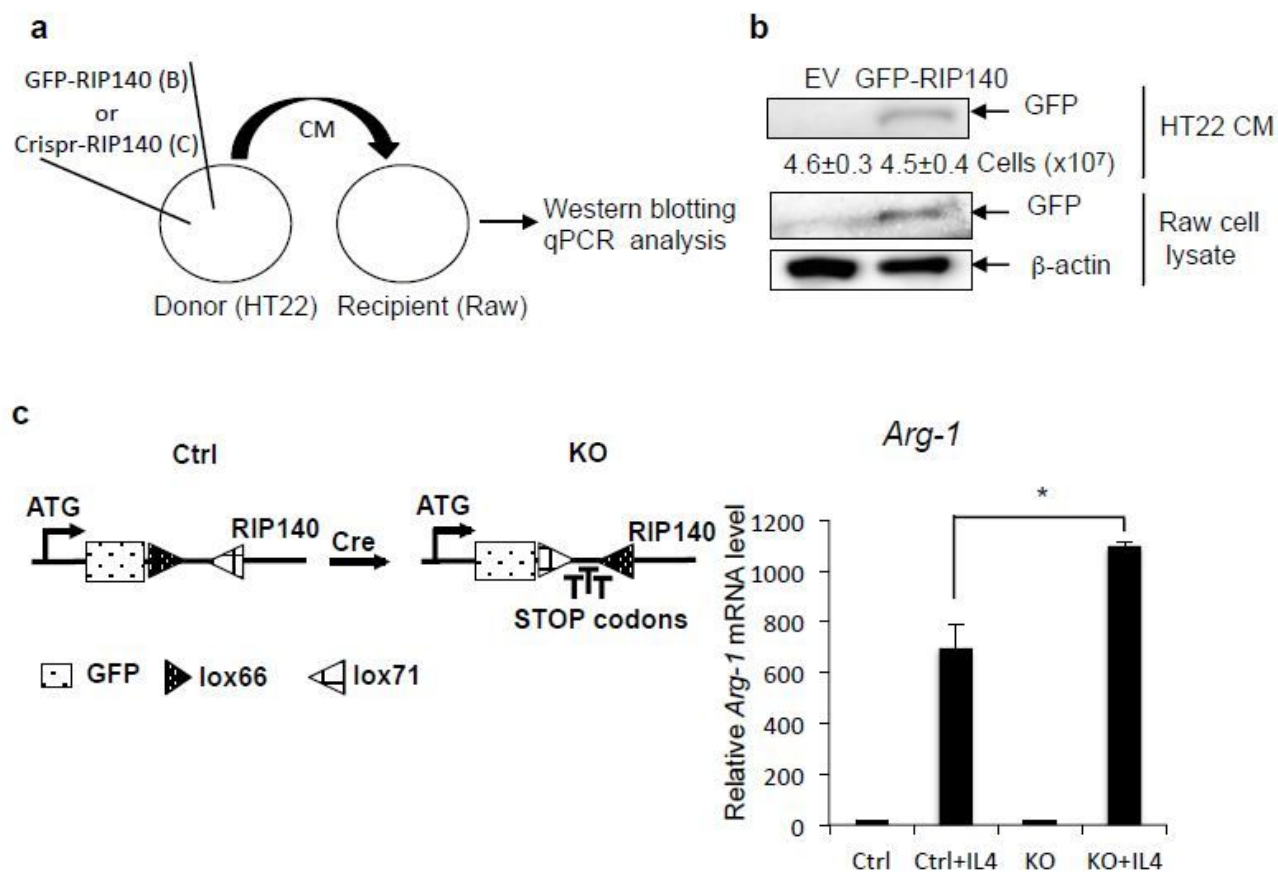 a
GFP-RIP140 (B)
or
Crispr-RIP140 (C)
CM
Western blotting
qPCR analysis
Donor (HT22)
Recipient (Raw)
b
EV GFP-RIP140
GFP
4.6±0.3 4.5±0.4 Cells (x10⁷)
HT22 CM
GFP
β-actin
Raw cell
lysate
c
Ctrl
KO
ATG
RIP140
Cre
ATG
RIP140
STOP codons
GFP
lox66
lox71
Arg-1
*
Relative Arg-1 mRNA level
1200
1000
800
600
400
200
0
Ctrl
Ctrl+IL4
KO
KO+IL4